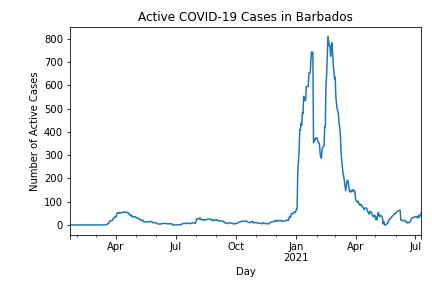 Active COVID-19 Cases in Barbados
800
700
600
500
400
300
200
100
0
Number of Active Cases
Apr Jul Oct Jan Apr Jul
2021
Day